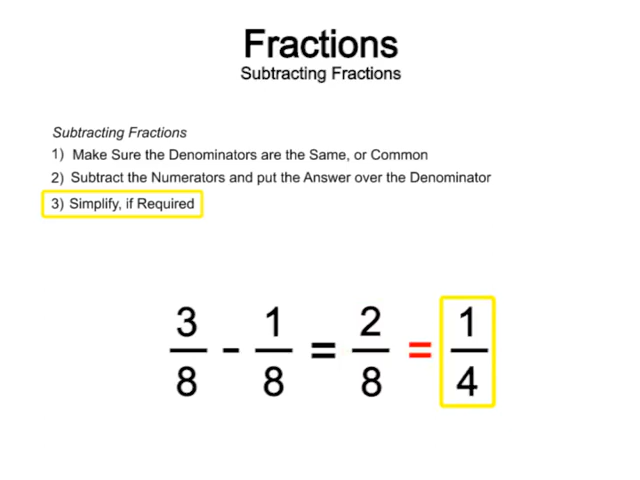 Fractions
Subtracting Fractions
Subtracting Fractions
1) Make Sure the Denominators are the Same, or Common
2) Subtract the Numerators and put the Answer over the Denominator
3) Simplify, if Required
3/8 - 1/8 = 2/8 = 1/4